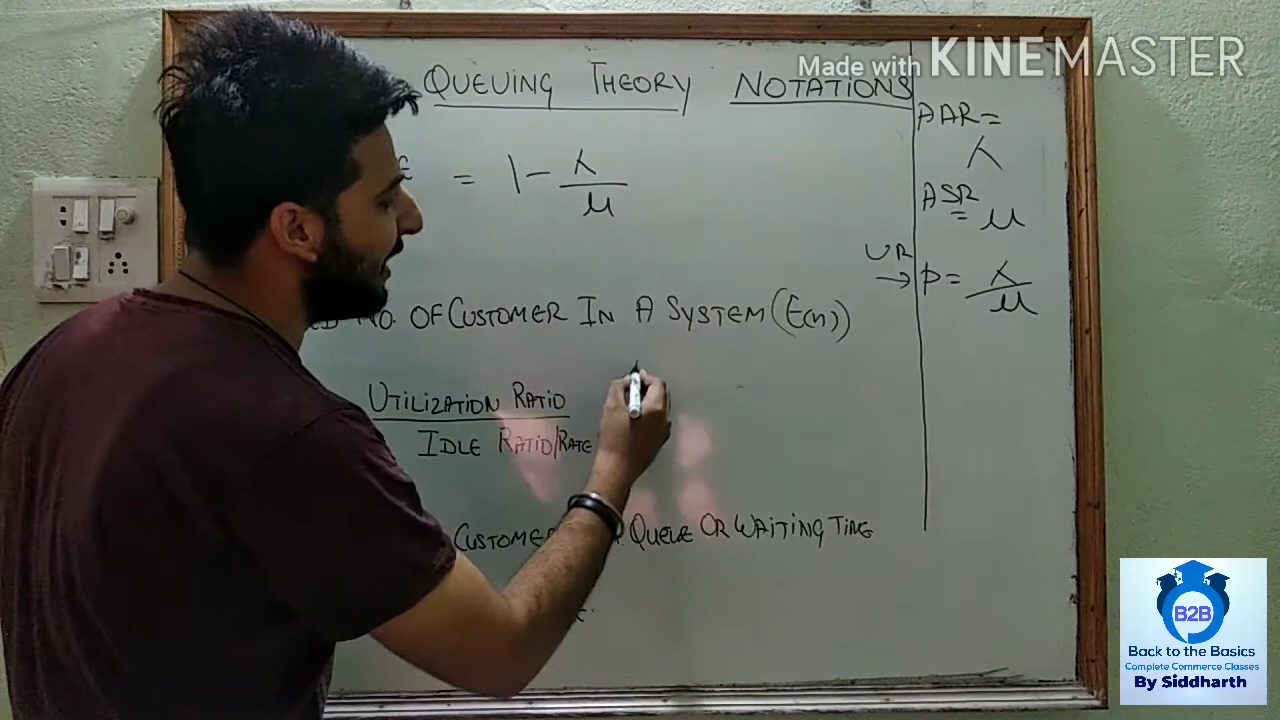 Made with KINEMASTER
QUEUING THEORY NOTATIONS
AAR =
λ
= 1 - λ/μ
ASR
= μ
UR
→ p = λ/μ
NO. OF CUSTOMER IN A SYSTEM (E(n))
UTILIZATION RATIO
IDLE RATIO/RATE
CUSTOMER QUEUE OR WAITING TIME
B2B
Back to the Basics
Complete Commerce Classes
By Siddharth